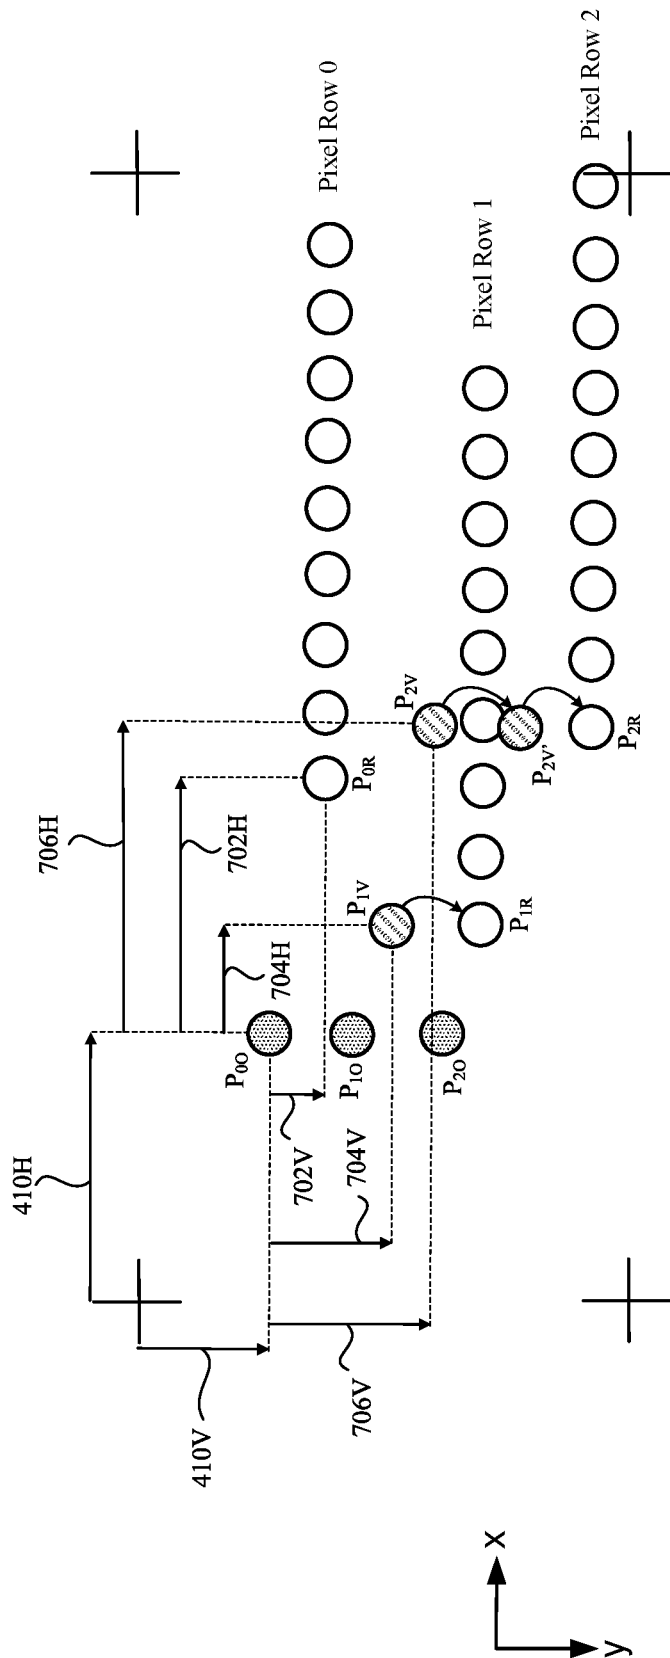 Pixel Row 0
Pixel Row 1
Pixel Row 2
706H
702H
704H
410H
P0R
P1V
P2V
P2V'
P2R
P1R
P0O
P1O
P2O
702V
704V
706V
410V
x
y